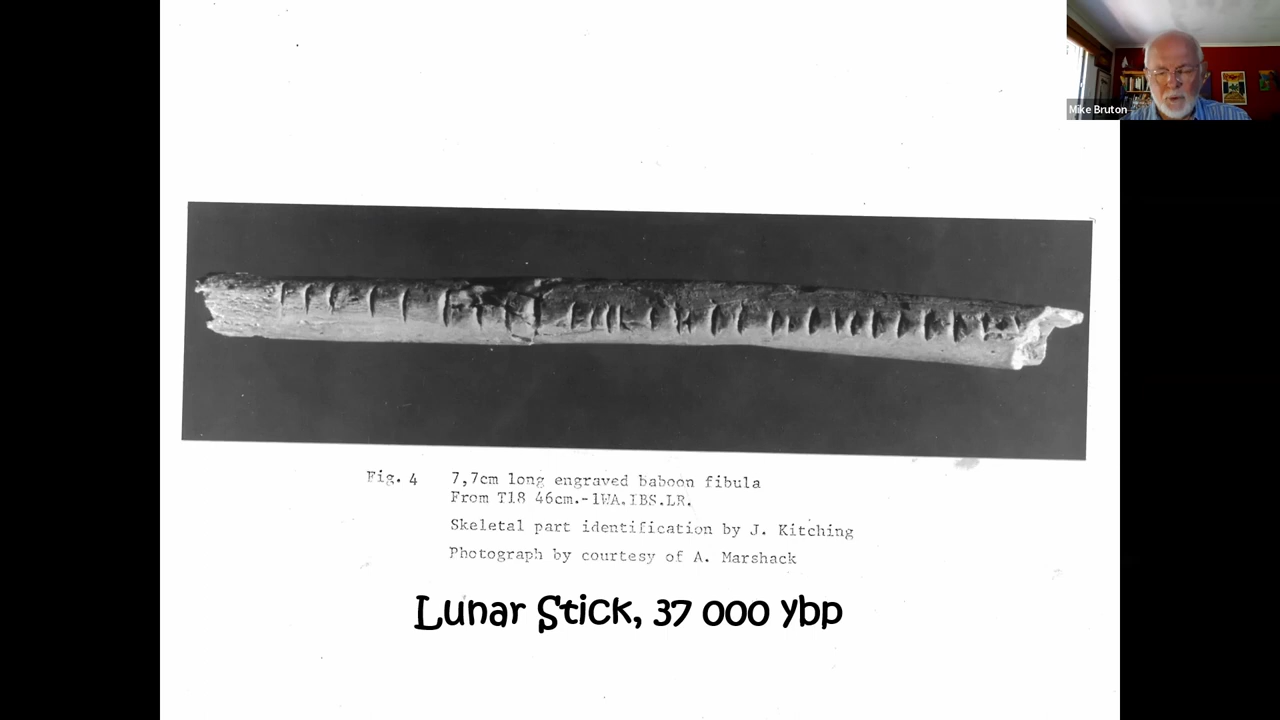 Mike Bruton
Fig. 4 7,7cm long engraved baboon fibula
From T18 46cm.-1WA.IBS.LR.
Skeletal part identification by J. Kitching
Photograph by courtesy of A. Marshack
Lunar Stick, 37 000 ybp